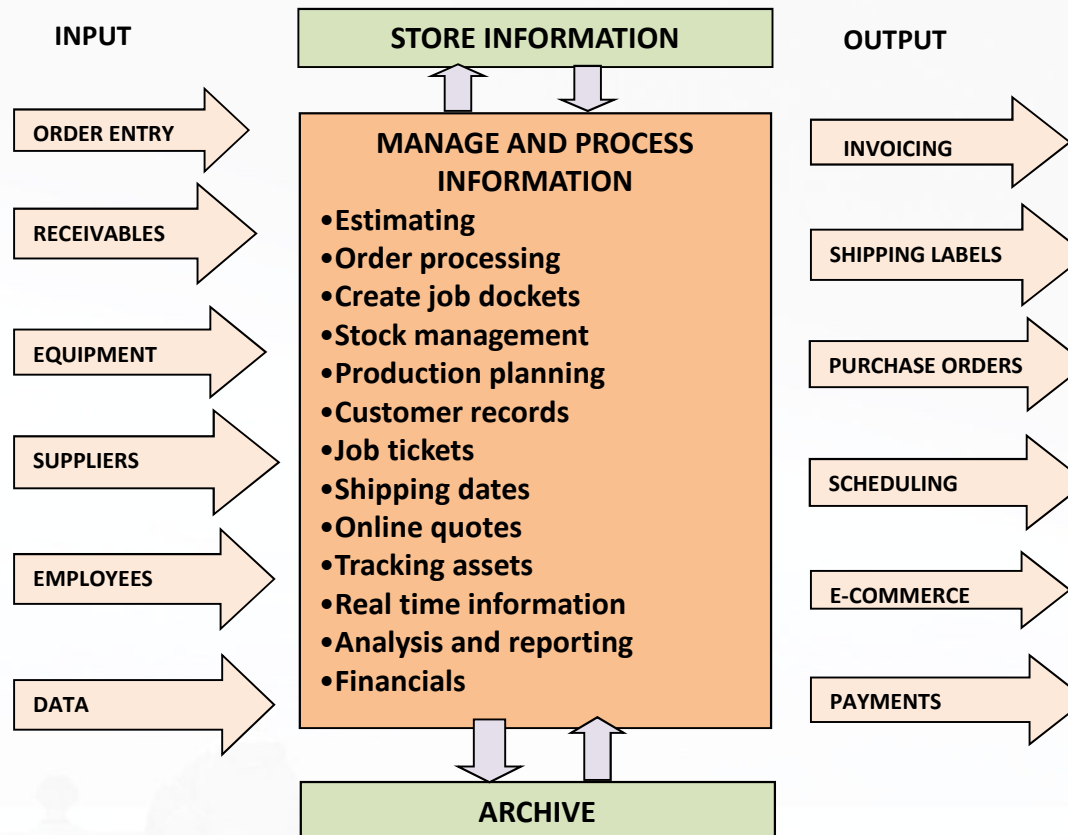 INPUT
ORDER ENTRY
RECEIVABLES
EQUIPMENT
SUPPLIERS
EMPLOYEES
DATA
STORE INFORMATION
MANAGE AND PROCESS
INFORMATION
•Estimating
•Order processing
•Create job dockets
•Stock management
•Production planning
•Customer records
•Job tickets
•Shipping dates
•Online quotes
•Tracking assets
•Real time information
•Analysis and reporting
•Financials
ARCHIVE
OUTPUT
INVOICING
SHIPPING LABELS
PURCHASE ORDERS
SCHEDULING
E-COMMERCE
PAYMENTS